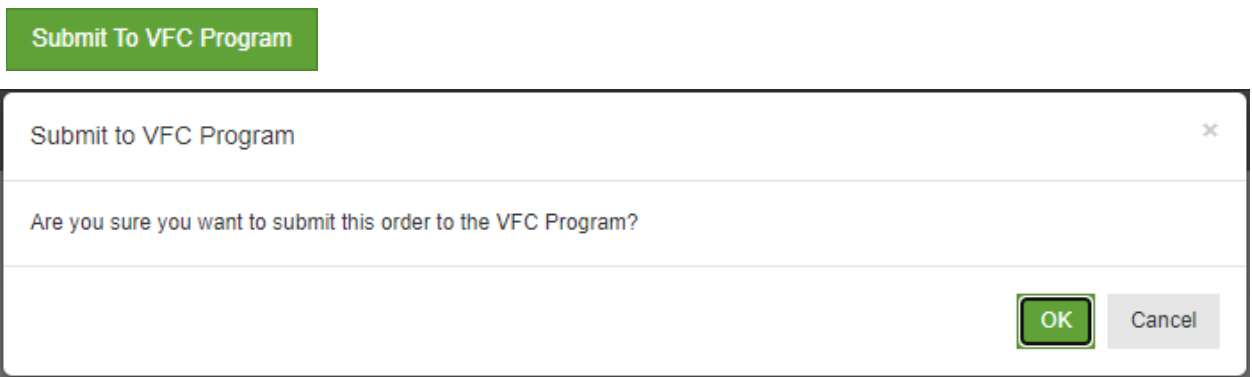 Submit To VFC Program
Submit to VFC Program
×
Are you sure you want to submit this order to the VFC Program?
OK Cancel